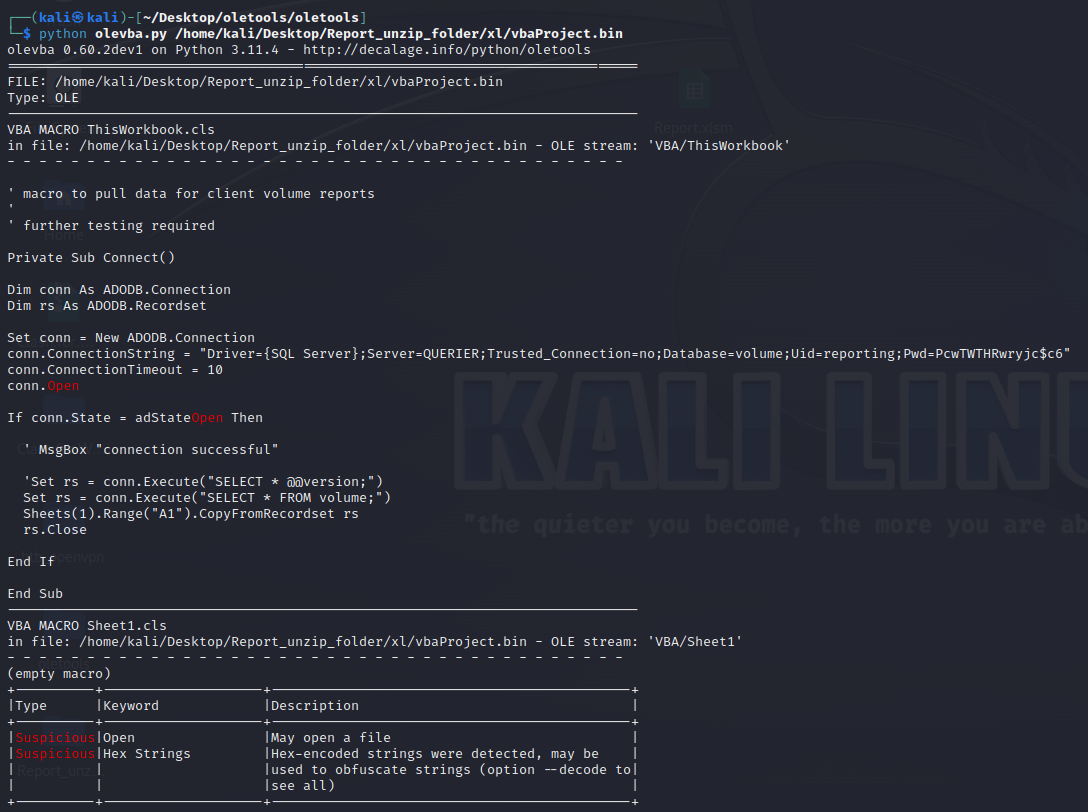 ┌──(kali㉿kali)-[~/Desktop/oletools/oletools]
└─$ python olevba.py /home/kali/Desktop/Report_unzip_folder/xl/vbaProject.bin
olevba 0.60.2dev1 on Python 3.11.4 - http://decalage.info/python/oletools
===============================================================================
FILE: /home/kali/Desktop/Report_unzip_folder/xl/vbaProject.bin
Type: OLE
-------------------------------------------------------------------------------
VBA MACRO ThisWorkbook.cls
in file: /home/kali/Desktop/Report_unzip_folder/xl/vbaProject.bin - OLE stream: 'VBA/ThisWorkbook'
- - - - - - - - - - - - - - - - - - - - - - - - - - - - - - - - - - - - - - -
' macro to pull data for client volume reports
'
' further testing required
Private Sub Connect()
Dim conn As ADODB.Connection
Dim rs As ADODB.Recordset
Set conn = New ADODB.Connection
conn.ConnectionString = "Driver={SQL Server};Server=QUERIER;Trusted_Connection=no;Database=volume;Uid=reporting;Pwd=PcwTWTHRwryjc$c6"
conn.ConnectionTimeout = 10
conn.Open
If conn.State = adStateOpen Then
  ' MsgBox "connection successful"
  'Set rs = conn.Execute("SELECT * @@version;")
  Set rs = conn.Execute("SELECT * FROM volume;")
  Sheets(1).Range("A1").CopyFromRecordset rs
  rs.Close
End If
End Sub
-------------------------------------------------------------------------------
VBA MACRO Sheet1.cls
in file: /home/kali/Desktop/Report_unzip_folder/xl/vbaProject.bin - OLE stream: 'VBA/Sheet1'
- - - - - - - - - - - - - - - - - - - - - - - - - - - - - - - - - - - - - - -
(empty macro)
+----------+--------------------+---------------------------------------------+
|Type      |Keyword             |Description                                  |
+----------+--------------------+---------------------------------------------+
|Suspicious|Open                |May open a file                              |
|Suspicious|Hex Strings         |Hex-encoded strings were detected, may be    |
|          |                    |used to obfuscate strings (option --decode to|
|          |                    |see all)                                     |
+----------+--------------------+---------------------------------------------+
Report.xlsm
Home
KALI LINU
"the quieter you become, the more you are ab
openvpn
Report_unz